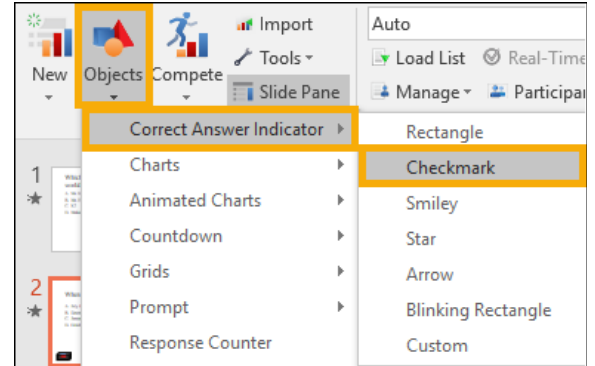 Import
Auto
Tools
Load List Real-Time
New Objects Compete
Slide Pane
Manage Participa
Correct Answer Indicator
Rectangle
1
Charts
Checkmark
Animated Charts
Smiley
Countdown
Star
2
Grids
Arrow
Prompt
Blinking Rectangle
Response Counter
Custom